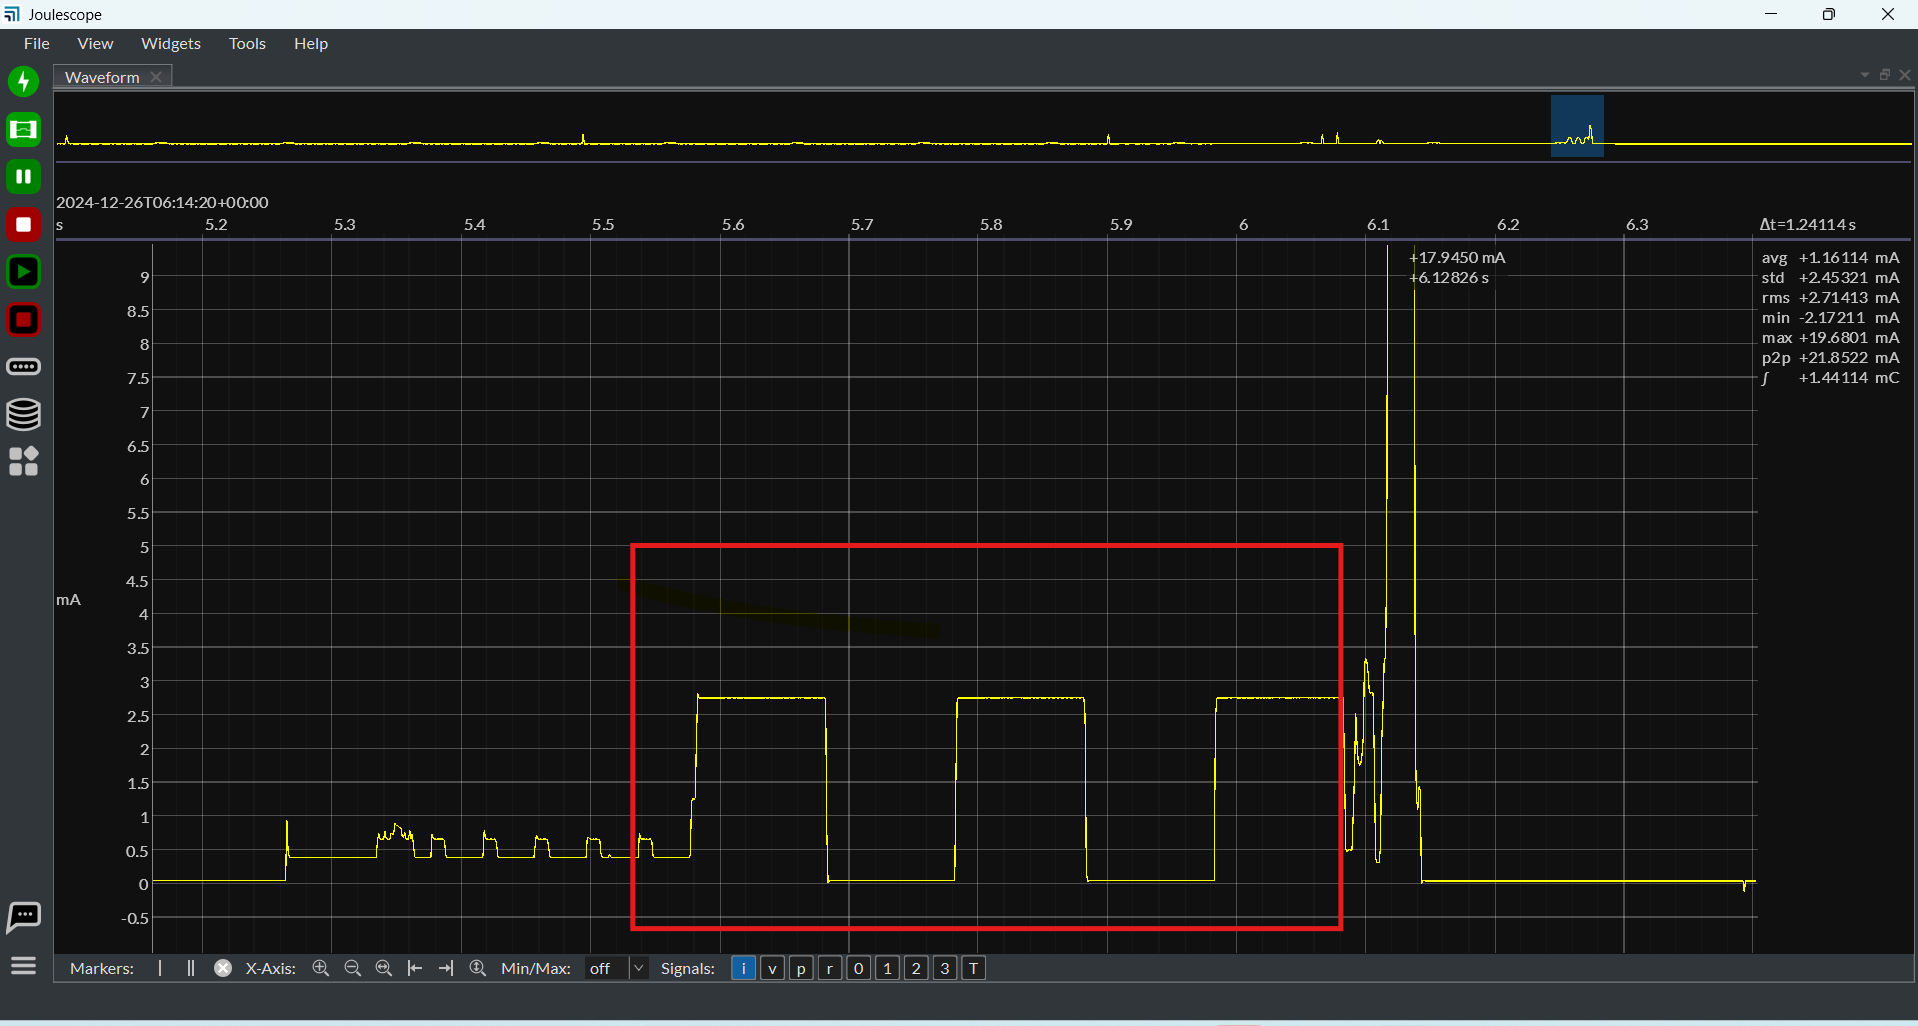 Joulescope
File View Widgets Tools Help
Waveform
2024-12-26T06:14:20+00:00
s 5.2 5.3 5.4 5.5 5.6 5.7 5.8 5.9 6 6.1 6.2 6.3 Δt=1.24114 s
+17.9450 mA
+6.12826 s
avg +1.16114 mA
std +2.45321 mA
rms +2.71413 mA
min -2.17211 mA
max +19.6801 mA
p2p +21.8522 mA
∫ +1.44114 mC
9
8.5
8
7.5
7
6.5
6
5.5
5
4.5
mA
4
3.5
3
2.5
2
1.5
1
0.5
0
-0.5
Markers: X-Axis: Min/Max: off Signals: i v p r 0 1 2 3 T